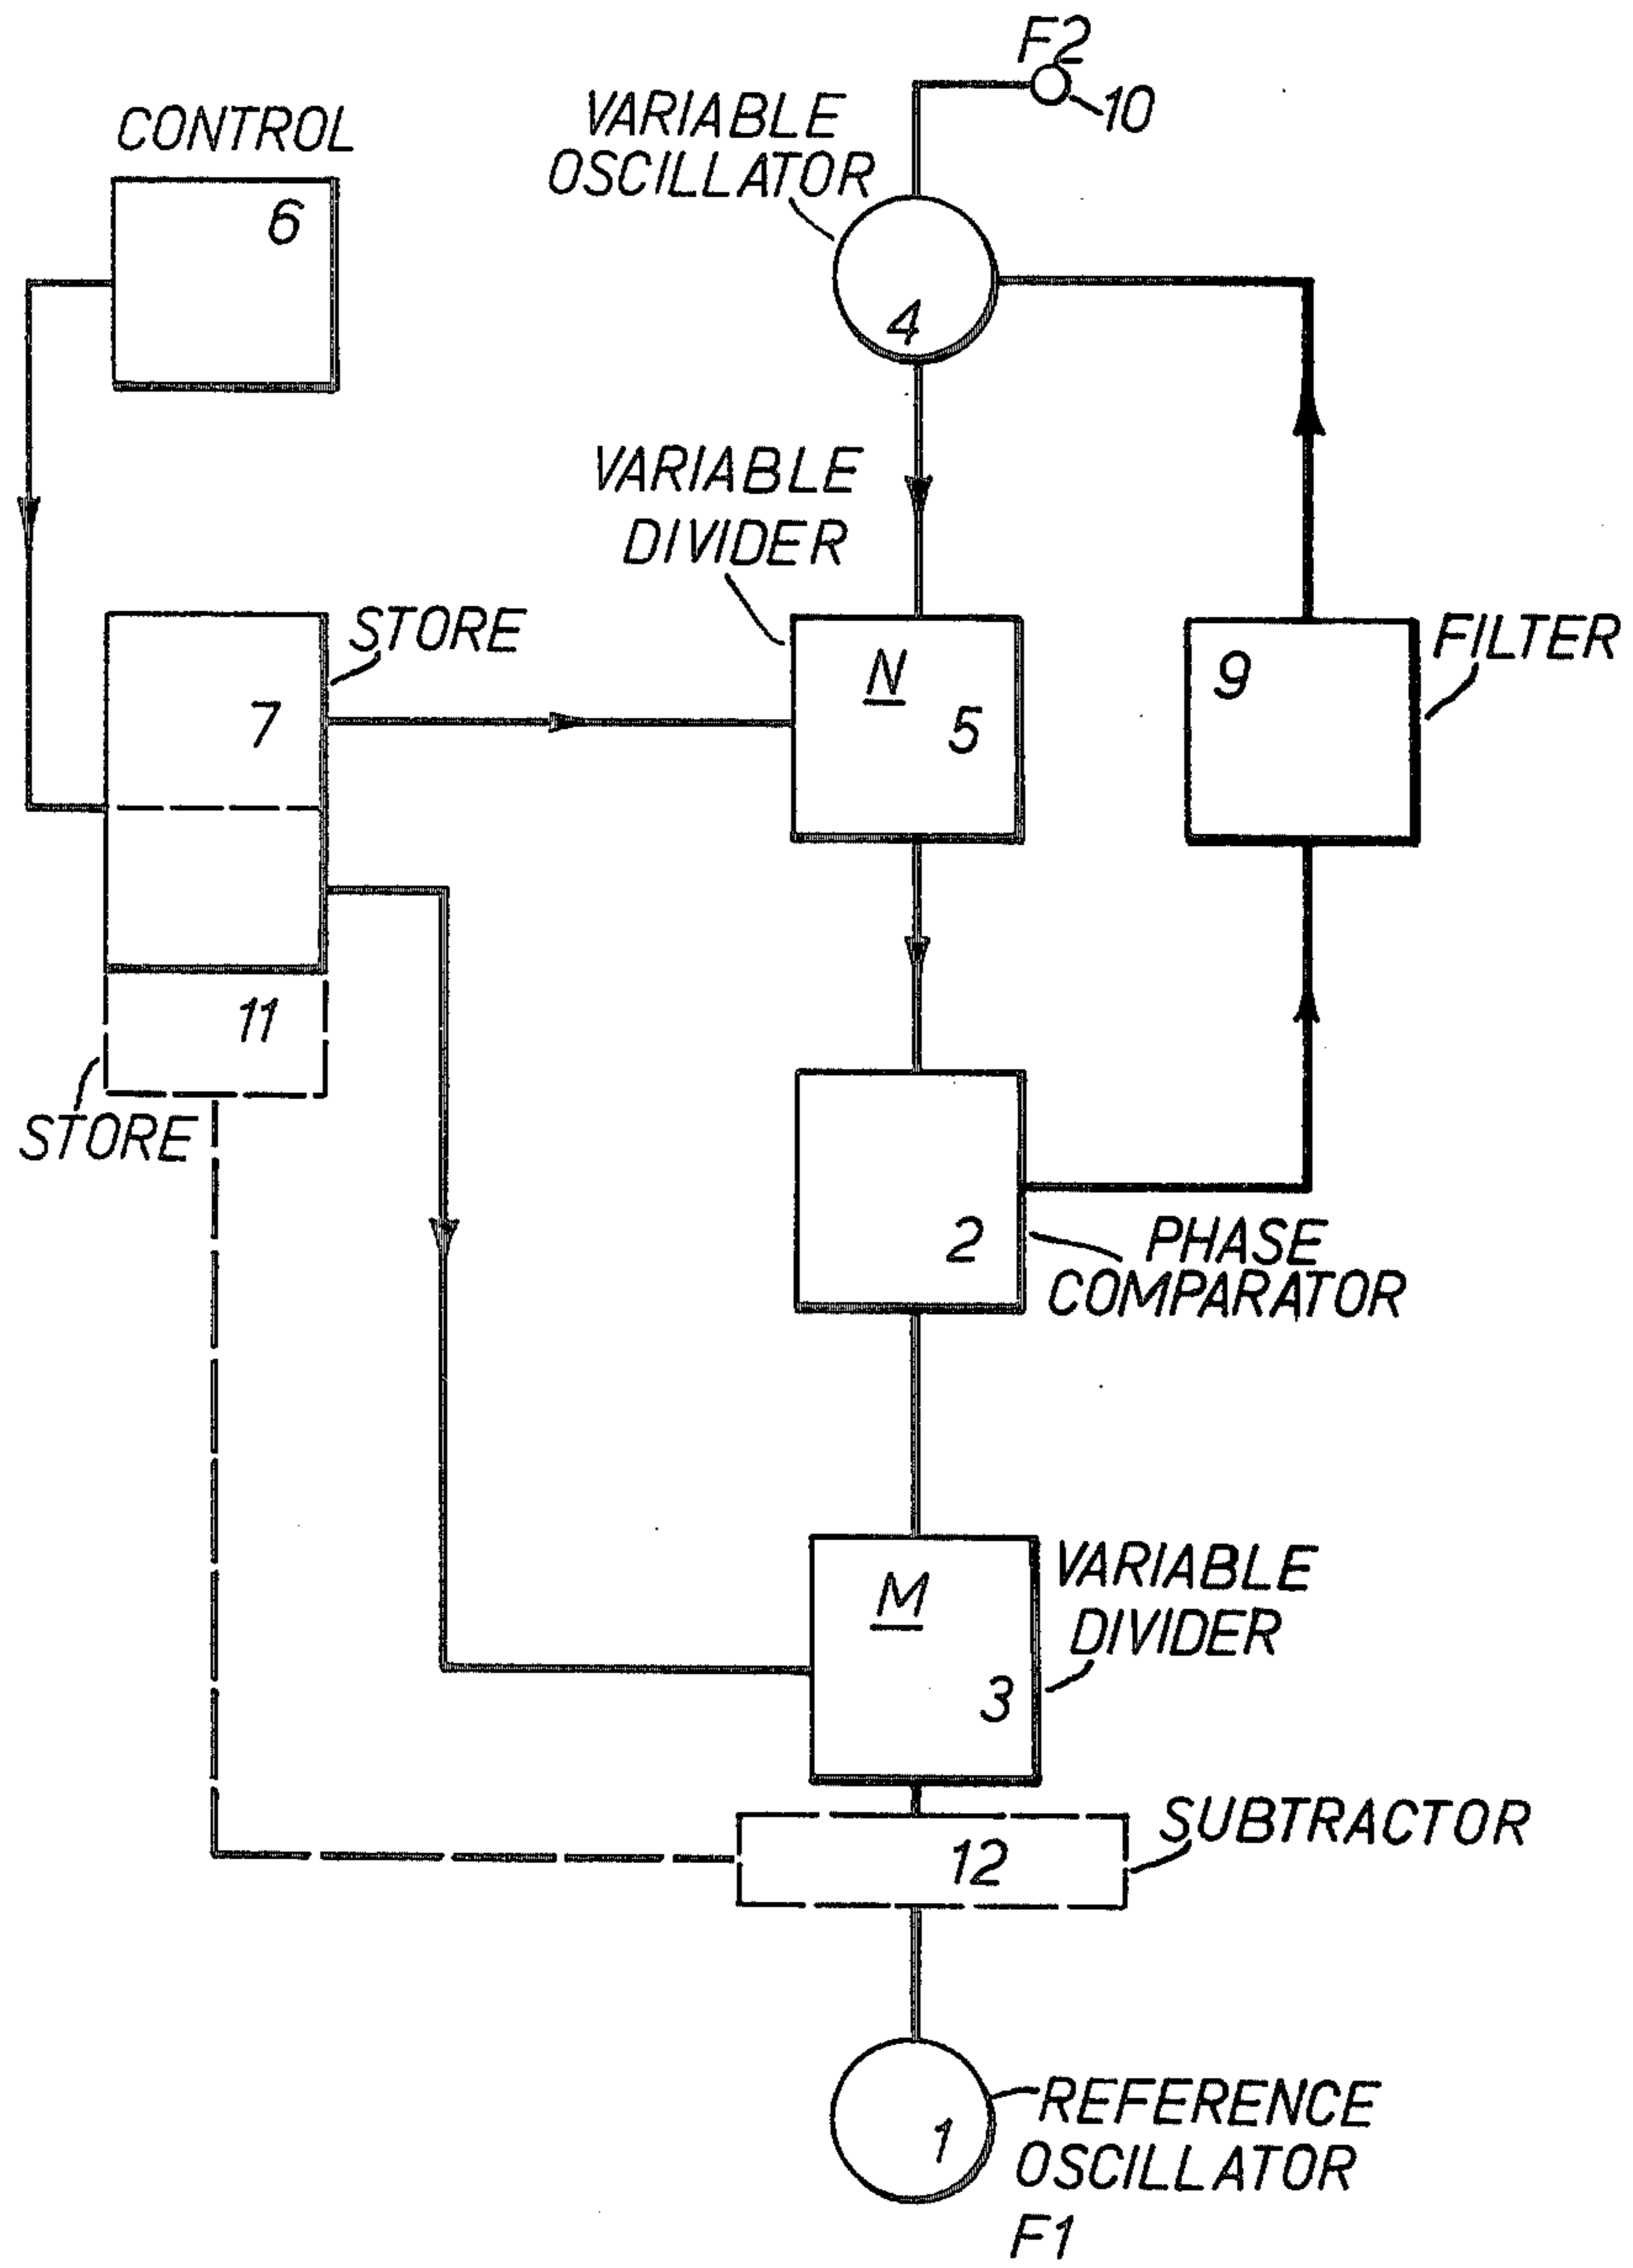 F2
10
VARIABLE
OSCILLATOR
CONTROL
6
4
VARIABLE
DIVIDER
STORE
7
N
5
9
FILTER
11
STORE
2
PHASE
COMPARATOR
M
3
VARIABLE
DIVIDER
12
SUBTRACTOR
1
REFERENCE
OSCILLATOR
F1